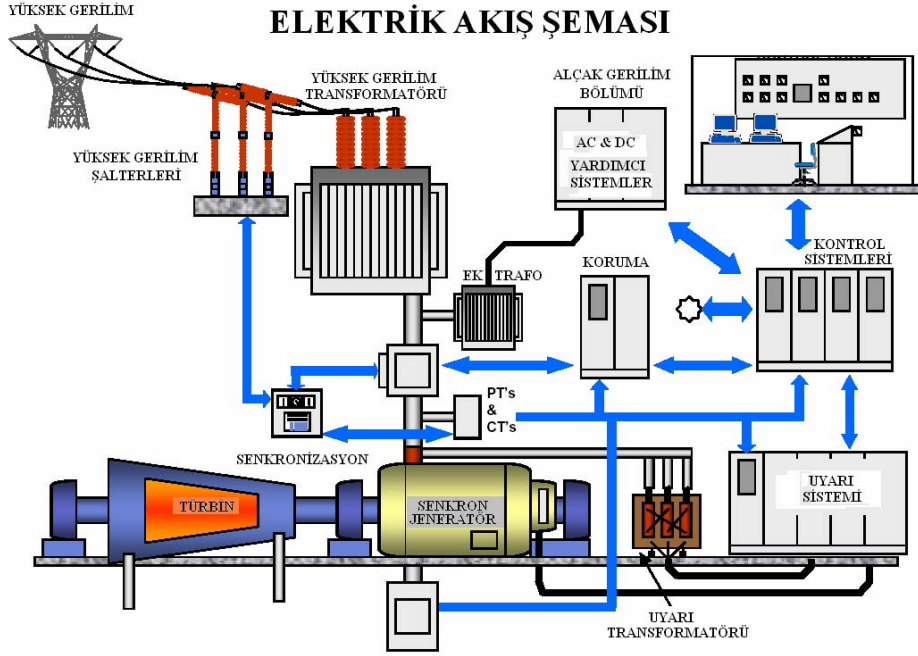 YÜKSEK GERİLİM
ELEKTRİK AKIŞ ŞEMASI
YÜKSEK GERİLİM
TRANSFORMATÖRÜ
ALÇAK GERİLİM
BÖLÜMÜ
AC & DC
YARDIMCI
SİSTEMLER
YÜKSEK GERİLİM
ŞALTERLERİ
EK TRAFO
KORUMA
KONTROL
SİSTEMLERİ
PT's
&
CT's
SENKRONİZASYON
TÜRBİN
SENKRON
JENERATÖR
UYARI
SİSTEMİ
UYARI
TRANSFORMATÖRÜ